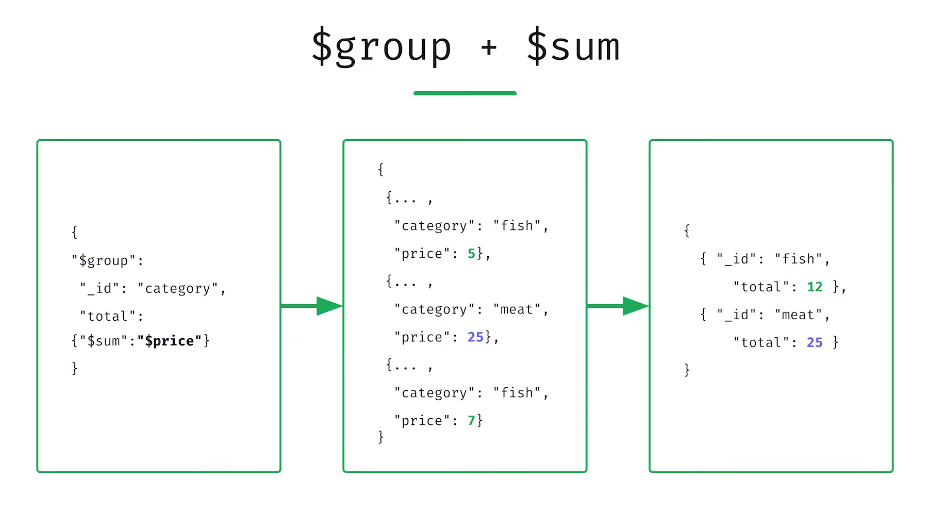 $group + $sum
{
"$group":
"_id": "category",
"total":
{"$sum":"$price"}
}
{
{... ,
"category": "fish",
"price": 5},
{... ,
"category": "meat",
"price": 25},
{... ,
"category": "fish",
"price": 7}
}
{
{ "_id": "fish",
"total": 12 },
{ "_id": "meat",
"total": 25 }
}